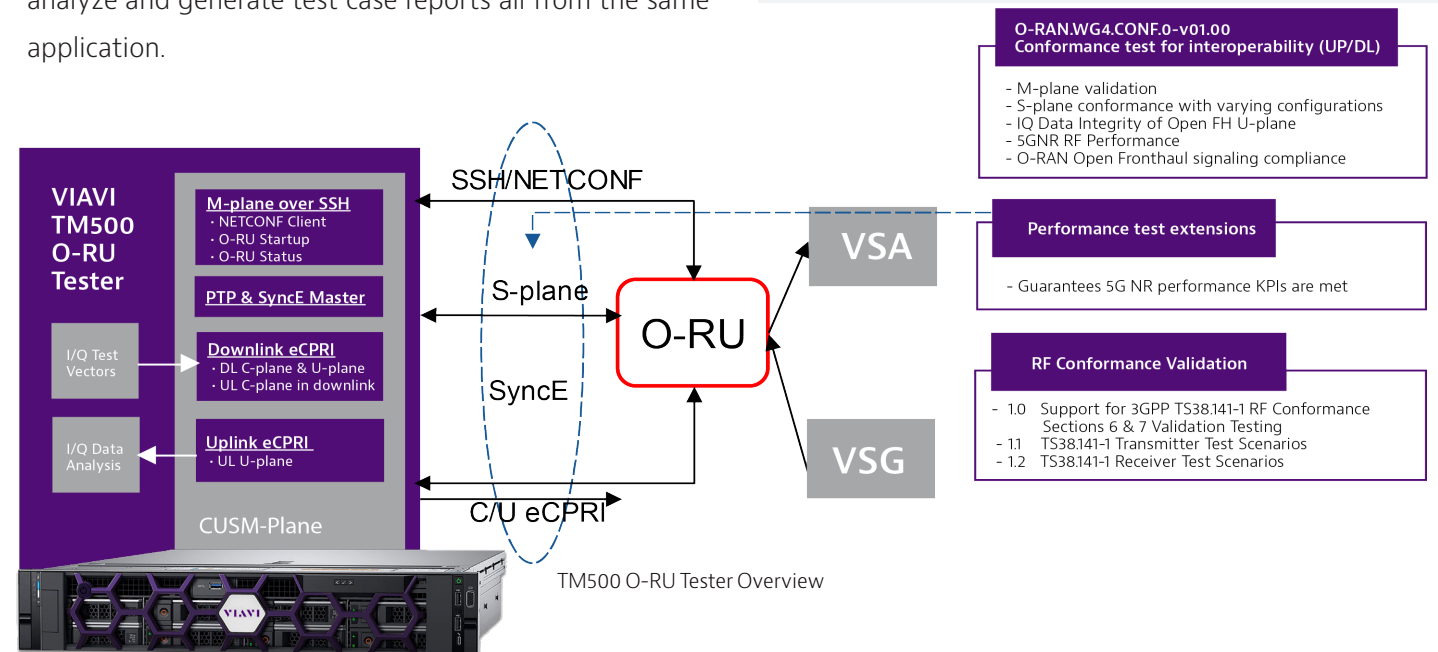 analyze and generate test case reports all from the same
application.
O-RAN.WG4.CONF.0-v01.00
Conformance test for interoperability (UP/DL)
- M-plane validation
- S-plane conformance with varying configurations
- IQ Data Integrity of Open FH U-plane
- 5GNR RF Performance
- O-RAN Open Fronthaul signaling compliance
VIAVI
TM500
O-RU
Tester
M-plane over SSH
· NETCONF Client
· O-RU Startup
· O-RU Status
PTP & SyncE Master
I/Q Test
Vectors
Downlink eCPRI
· DL C-plane & U-plane
· UL C-plane in downlink
I/Q Data
Analysis
Uplink eCPRI
· UL U-plane
CUSM-Plane
SSH/NETCONF
S-plane
SyncE
C/U eCPRI
O-RU
VSA
VSG
Performance test extensions
- Guarantees 5G NR performance KPIs are met
RF Conformance Validation
- 1.0 Support for 3GPP TS38.141-1 RF Conformance
Sections 6 & 7 Validation Testing
- 1.1 TS38.141-1 Transmitter Test Scenarios
- 1.2 TS38.141-1 Receiver Test Scenarios
VIAVI
TM500 O-RU Tester Overview